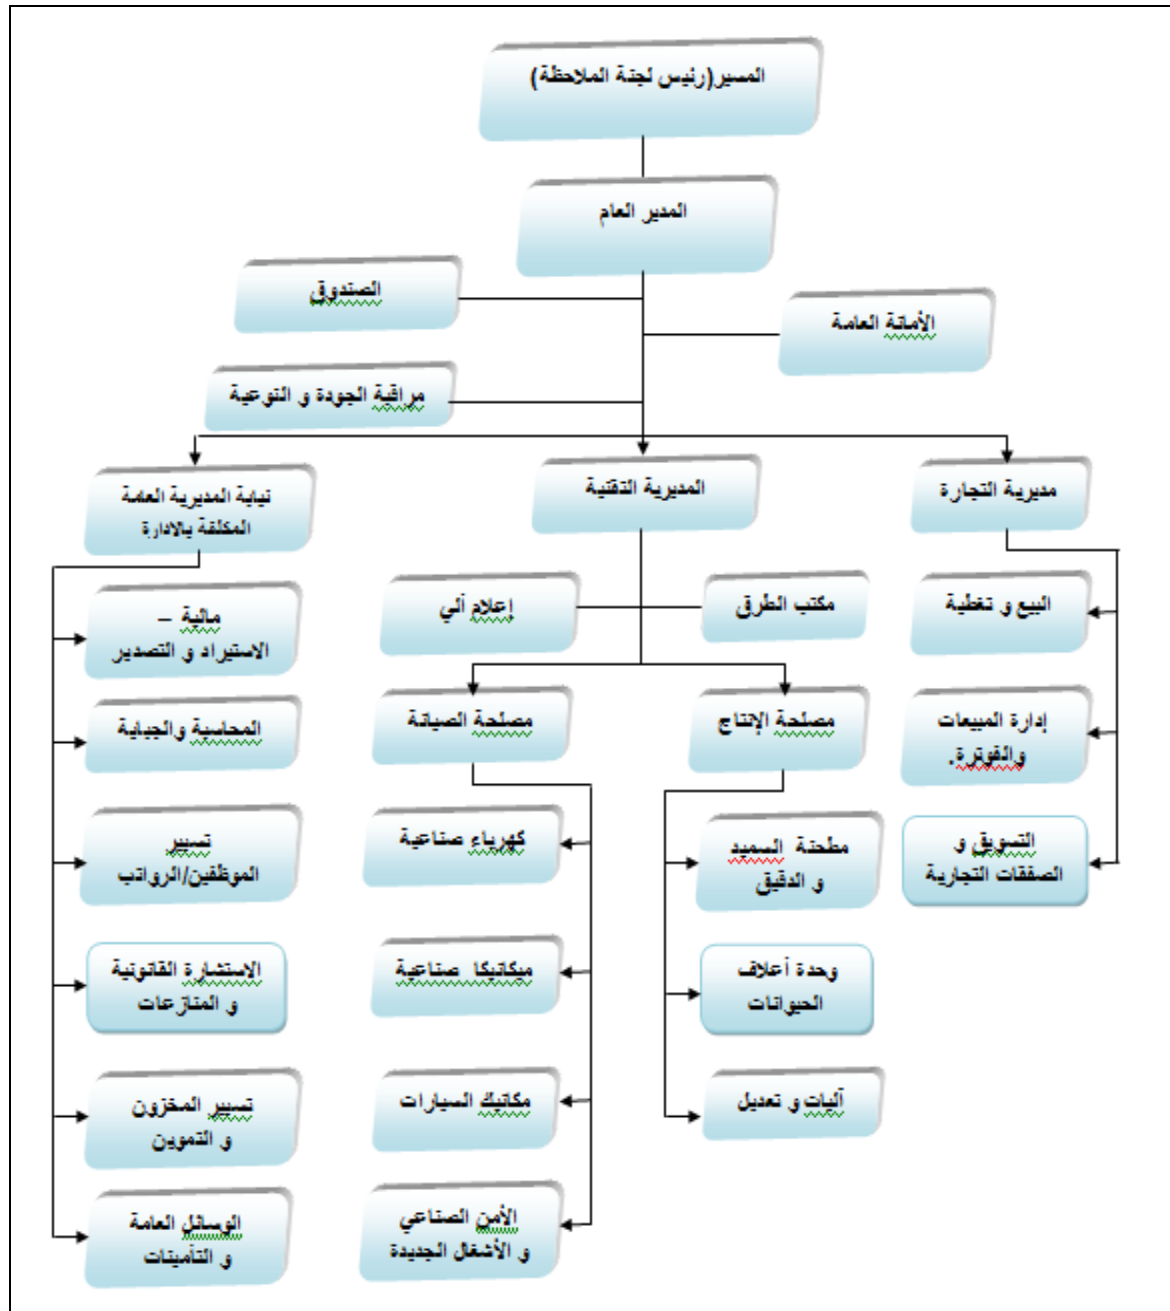 المسير(رئيس لجنة الملاحظة)
المدير العام
الصندوق
الأمانة العامة
مراقبة الجودة و النوعية
مديرية التجارة
المديرية التقنية
نيابة المديرية العامة
المكلفة بالادارة
البيع و تغطية
إدارة المبيعات
والفوترة.
التسويق و
الصفقات التجارية
مكتب الطرق
إعلام ألي
مصلحة الإنتاج
مصلحة الصيانة
مطحنة السميد
و الدقيق
وحدة أعلاف
الحيوانات
آليات و تعديل
كهرباء صناعية
ميكانيكا صناعية
مكانيك السيارات
الأمن الصناعي
و الأشغال الجديدة
مالية –
الاستيراد و التصدير
المحاسبة والجباية
تسيير
الموظفين/الرواتب
الاستشارة القانونية
و المنازعات
تسيير المخزون
و التموين
الوسائل العامة
و التأمينات